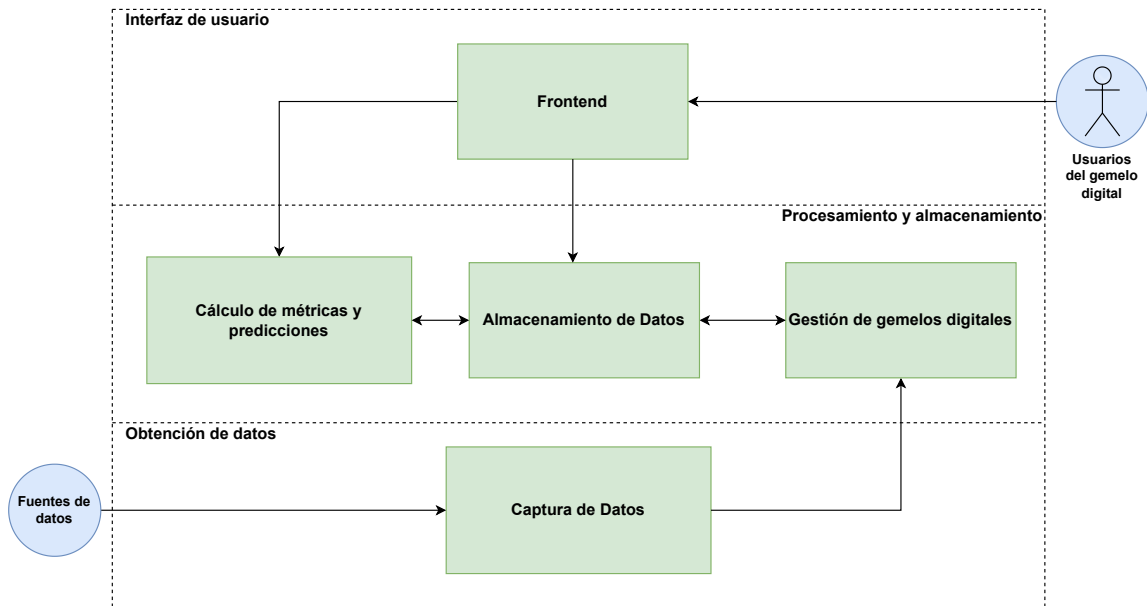 Interfaz de usuario
Frontend
Usuarios
del gemelo
digital
Procesamiento y almacenamiento
Cálculo de métricas y
predicciones
Almacenamiento de Datos
Gestión de gemelos digitales
Obtención de datos
Fuentes de
datos
Captura de Datos